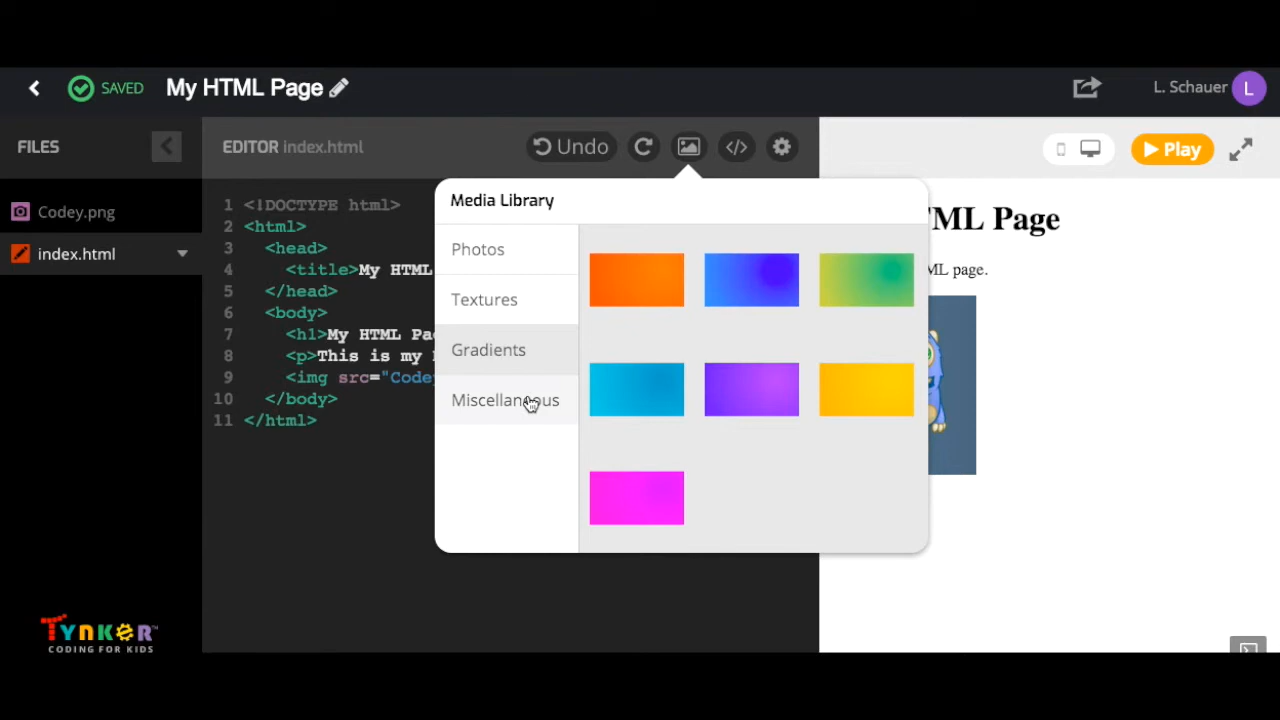 SAVED
My HTML Page
L. Schauer
L
FILES
EDITOR index.html
Undo
</>
Play
Codey.png
index.html
1 <!DOCTYPE html>
2 <html>
3 <head>
4 <title>My HTML
5 </head>
6 <body>
7 <h1>My HTML Pa
8 <p>This is my
9 <img src="Code
10 </body>
11 </html>
Media Library
Photos
Textures
Gradients
Miscellaneous
TML Page
ML page.
TYNKER™
CODING FOR KIDS